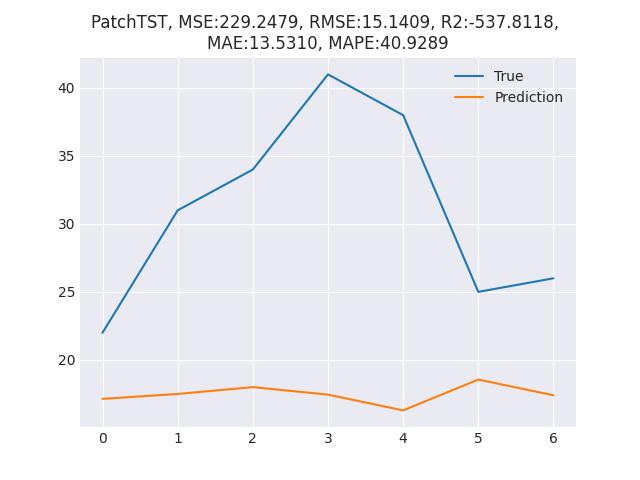 PatchTST, MSE:229.2479, RMSE:15.1409, R2:-537.8118,
MAE:13.5310, MAPE:40.9289
True
Prediction
40
35
30
25
20
0 1 2 3 4 5 6